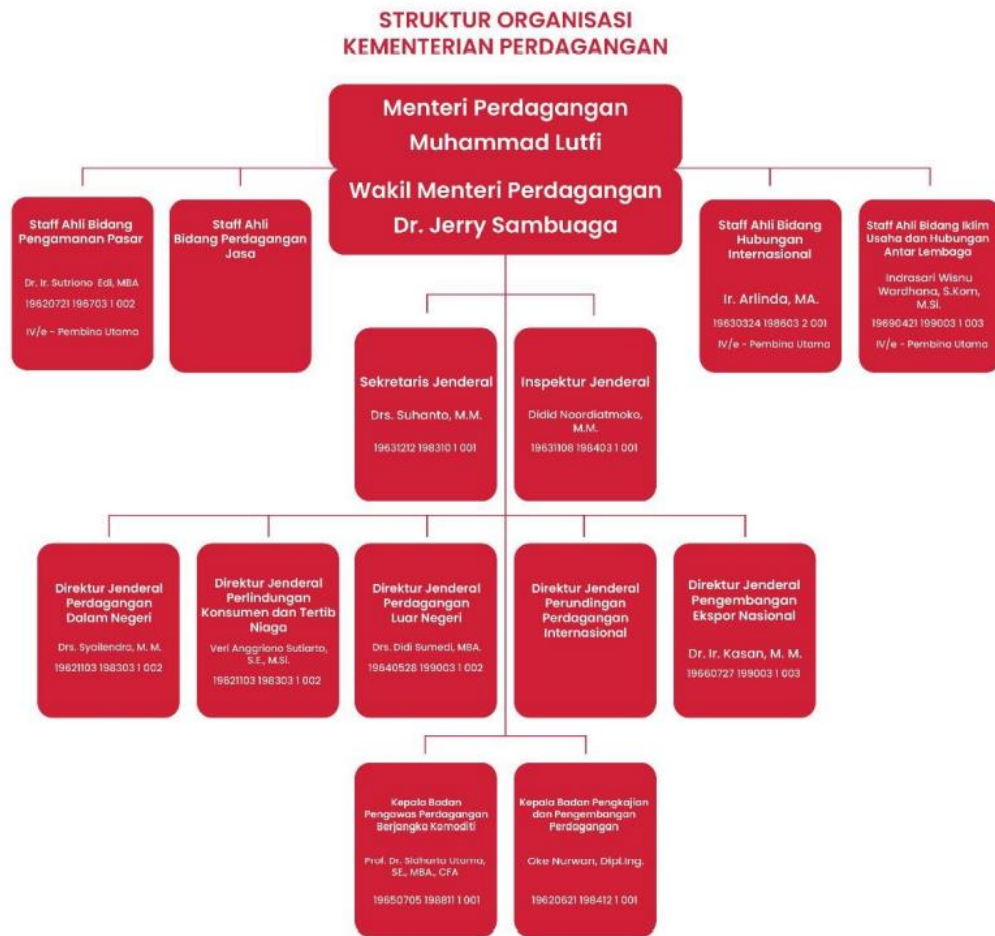 STRUKTUR ORGANISASI
KEMENTERIAN PERDAGANGAN
Menteri Perdagangan
Muhammad Lutfi
Wakil Menteri Perdagangan
Dr. Jerry Sambuaga
Staff Ahli Bidang
Pengamanan Pasar
Dr. Ir. Sutriono Edi, MBA
19620721 196703 1 002
IV/e - Pembina Utama
Staff Ahli
Bidang Perdagangan
Jasa
Staff Ahli Bidang
Hubungan
Internasional
Ir. Arlinda, MA.
19630324 198603 2 001
IV/e - Pembina Utama
Staff Ahli Bidang Iklim
Usaha dan Hubungan
Antar Lembaga
Indrasari Wisnu
Wardhana, S.Kom,
M.Si.
19690421 199003 1 003
IV/e - Pembina Utama
Sekretaris Jenderal
Drs. Suhanto, M.M.
19631212 198310 1 001
Inspektur Jenderal
Didid Noordiatmoko,
M.M.
19631108 198403 1 001
Direktur Jenderal
Perdagangan
Dalam Negeri
Drs. Syailendra, M. M.
19621103 198303 1 002
Direktur Jenderal
Perlindungan
Konsumen dan Tertib
Niaga
Veri Anggriono Sutiarto,
S.E., M.Si.
19621103 198303 1 002
Direktur Jenderal
Perdagangan
Luar Negeri
Drs. Didi Sumedi, MBA.
19640528 199003 1 002
Direktur Jenderal
Perundingan
Perdagangan
Internasional
Direktur Jenderal
Pengembangan
Ekspor Nasional
Dr. Ir. Kasan, M. M.
19660727 199003 1 003
Kepala Badan
Pengawas Perdagangan
Berjangka Komoditi
Prof. Dr. Sidharta Utama,
SE., MBA., CFA
19650705 198811 1 001
Kepala Badan Pengkajian
dan Pengembangan
Perdagangan
Oke Nurwan, Dipl.Ing.
19620621 198412 1 001